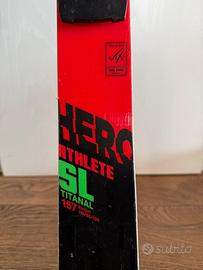 HERO
ATHLETE
SL
TITANAL
157
subito